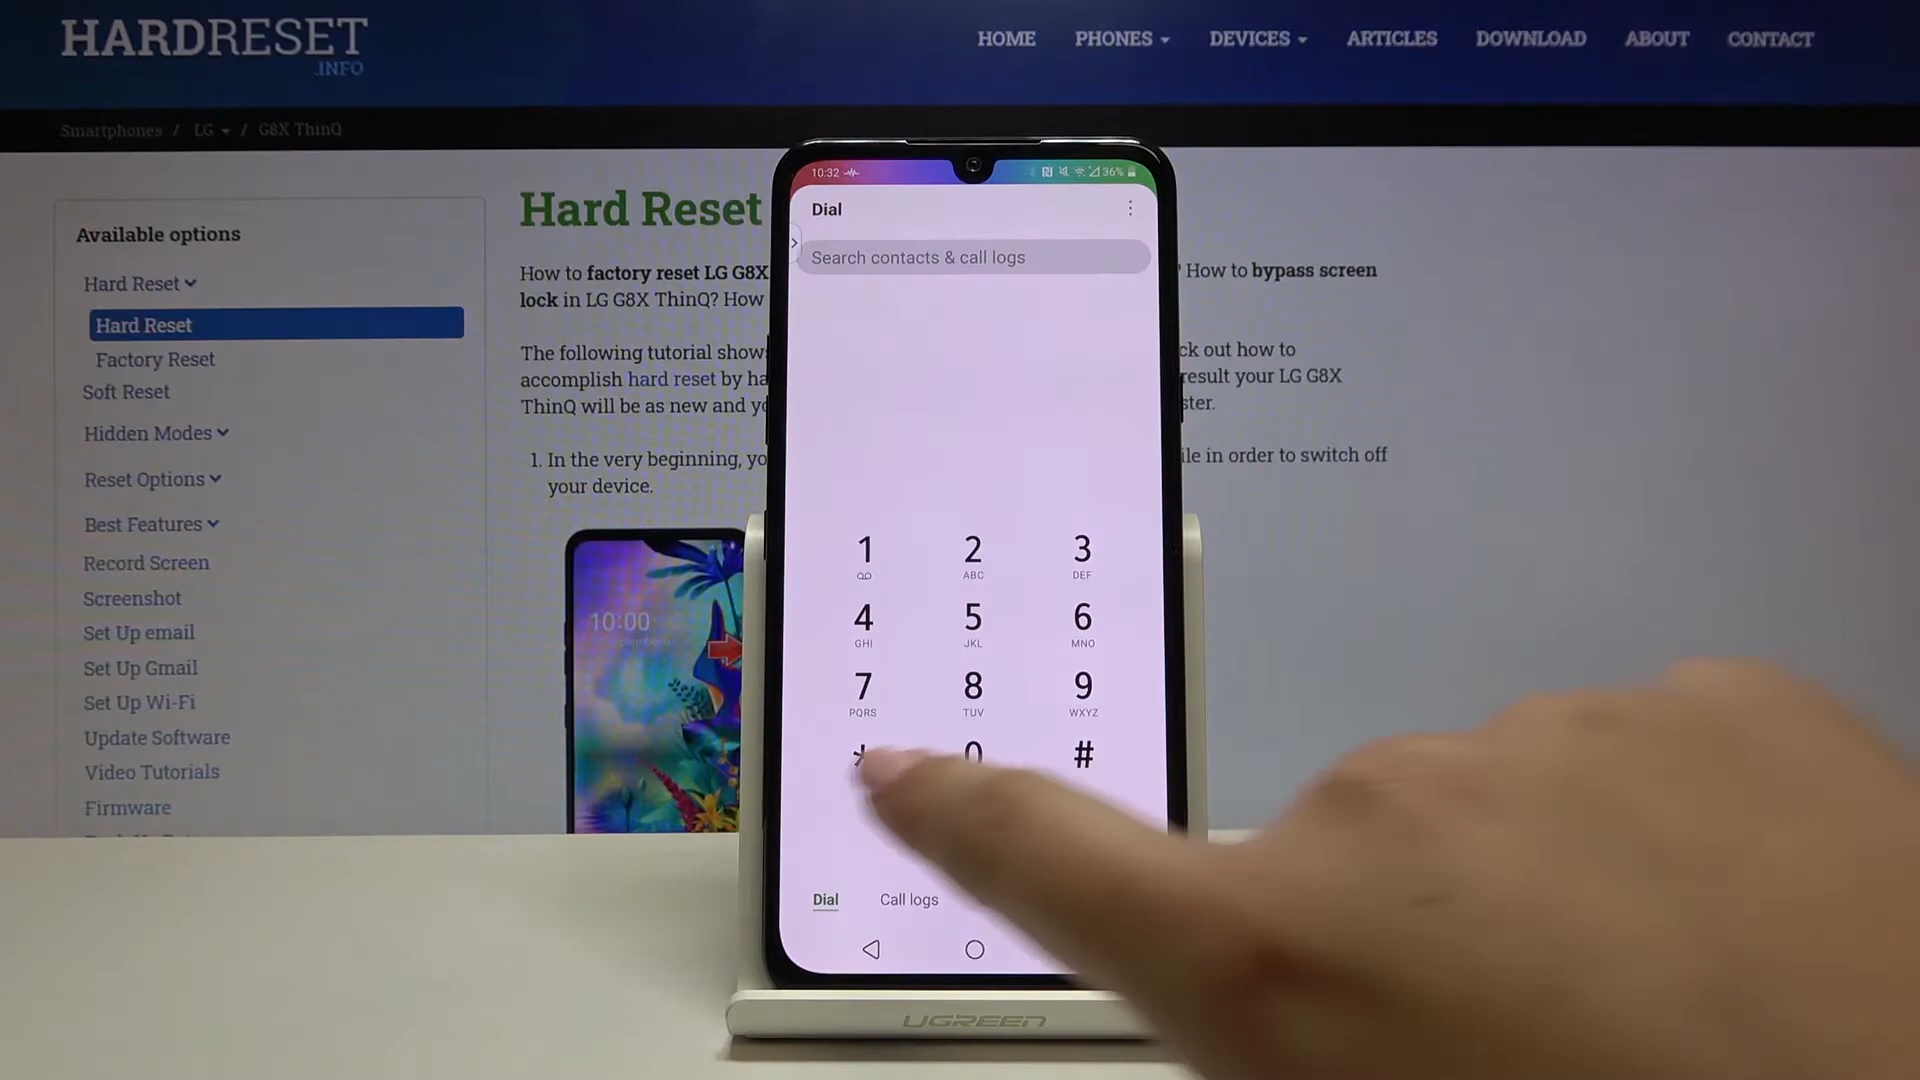 HARDRESET
.INFO
HOME PHONES DEVICES ARTICLES DOWNLOAD ABOUT CONTACT
Smartphones / LG / G8X ThinQ
Available options
Hard Reset
Hard Reset
Factory Reset
Soft Reset
Hidden Modes
Reset Options
Best Features
Record Screen
Screenshot
Set Up email
Set Up Gmail
Set Up Wi-Fi
Update Software
Video Tutorials
Firmware
Hard Reset
How to factory reset LG G8X ? How to bypass screen
lock in LG G8X ThinQ? How
The following tutorial show ck out how to
accomplish hard reset by ha result your LG G8X
ThinQ will be as new and yo ster.
1. In the very beginning, yo ile in order to switch off
your device.
10:00
10:32 36%
Dial
Search contacts & call logs
1 2 3
ABC DEF
4 5 6
GHI JKL MNO
7 8 9
PQRS TUV WXYZ
* 0 #
Dial Call logs
UGREEN